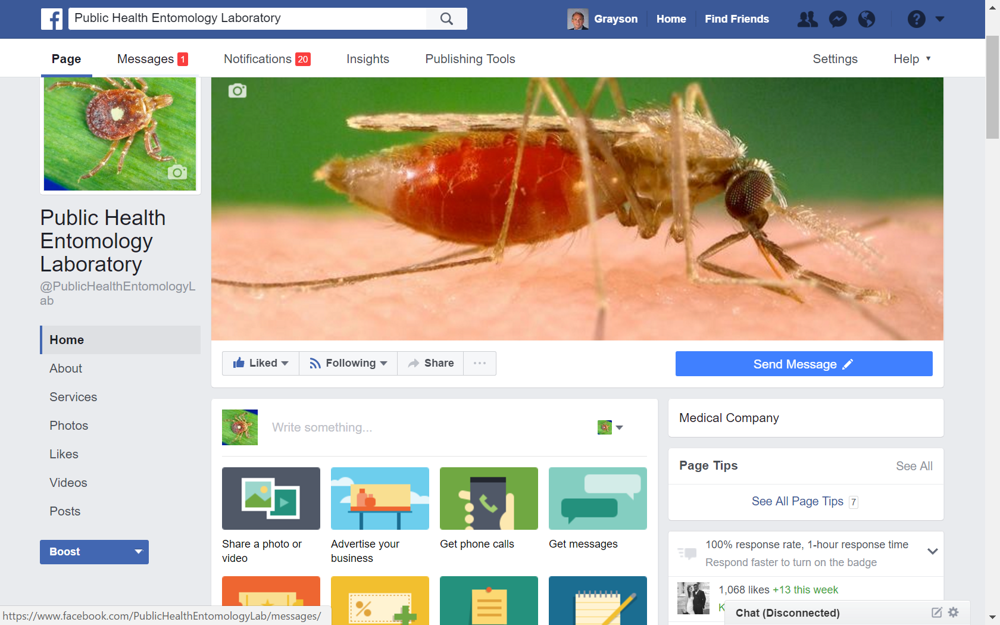 Public Health Entomology Laboratory
Grayson
Home
Find Friends
Page
Messages 1
Notifications 20
Insights
Publishing Tools
Settings
Help
Public Health
Entomology
Laboratory
@PublicHealthEntomologyL
ab
Home
About
Services
Photos
Likes
Videos
Posts
Boost
Liked
Following
Share
Send Message
Write something...
Share a photo or
video
Advertise your
business
Get phone calls
Get messages
Medical Company
Page Tips
See All
See All Page Tips 7
100% response rate, 1-hour response time
Respond faster to turn on the badge
1,068 likes +13 this week
Chat (Disconnected)
https://www.facebook.com/PublicHealthEntomologyLab/messages/